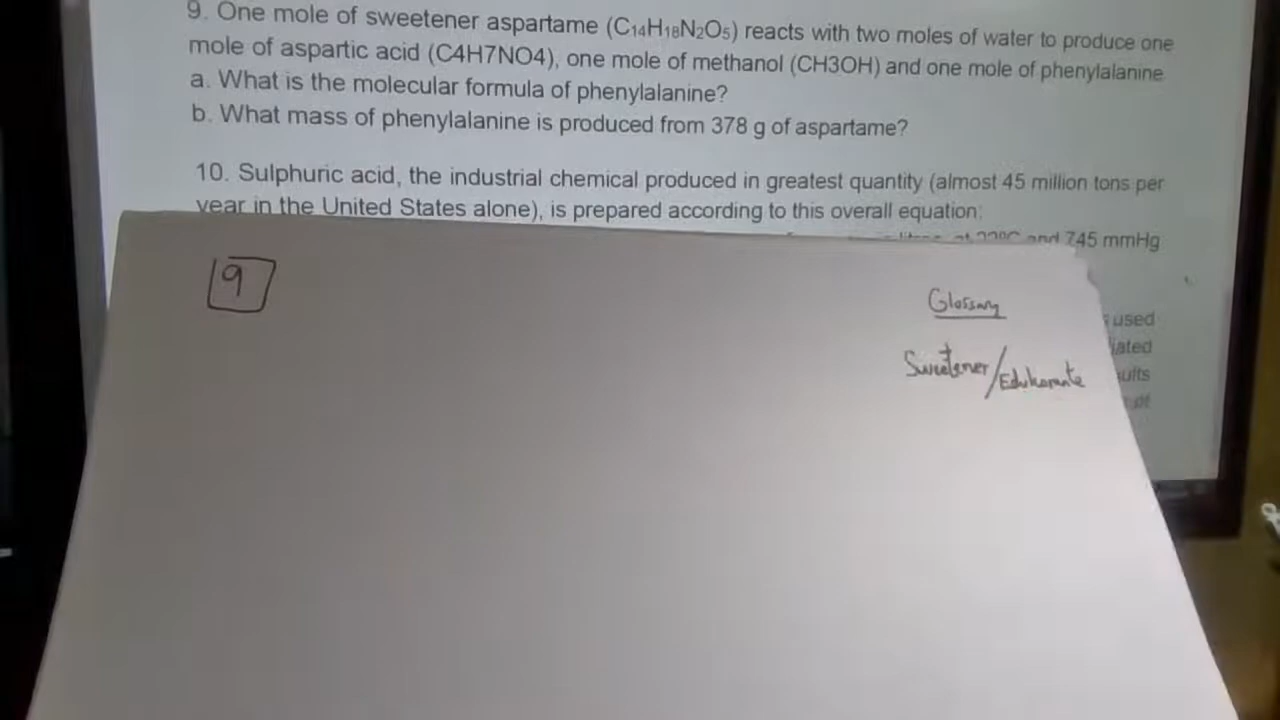 9. One mole of sweetener aspartame (C₁₄H₁₈N₂O₅) reacts with two moles of water to produce one
mole of aspartic acid (C4H7NO4), one mole of methanol (CH3OH) and one mole of phenylalanine
a. What is the molecular formula of phenylalanine?
b. What mass of phenylalanine is produced from 378 g of aspartame?
10. Sulphuric acid, the industrial chemical produced in greatest quantity (almost 45 million tons per
year in the United States alone), is prepared according to this overall equation:
and 745 mmHg
9
Glossary
used
Sweetener/Edulkorante